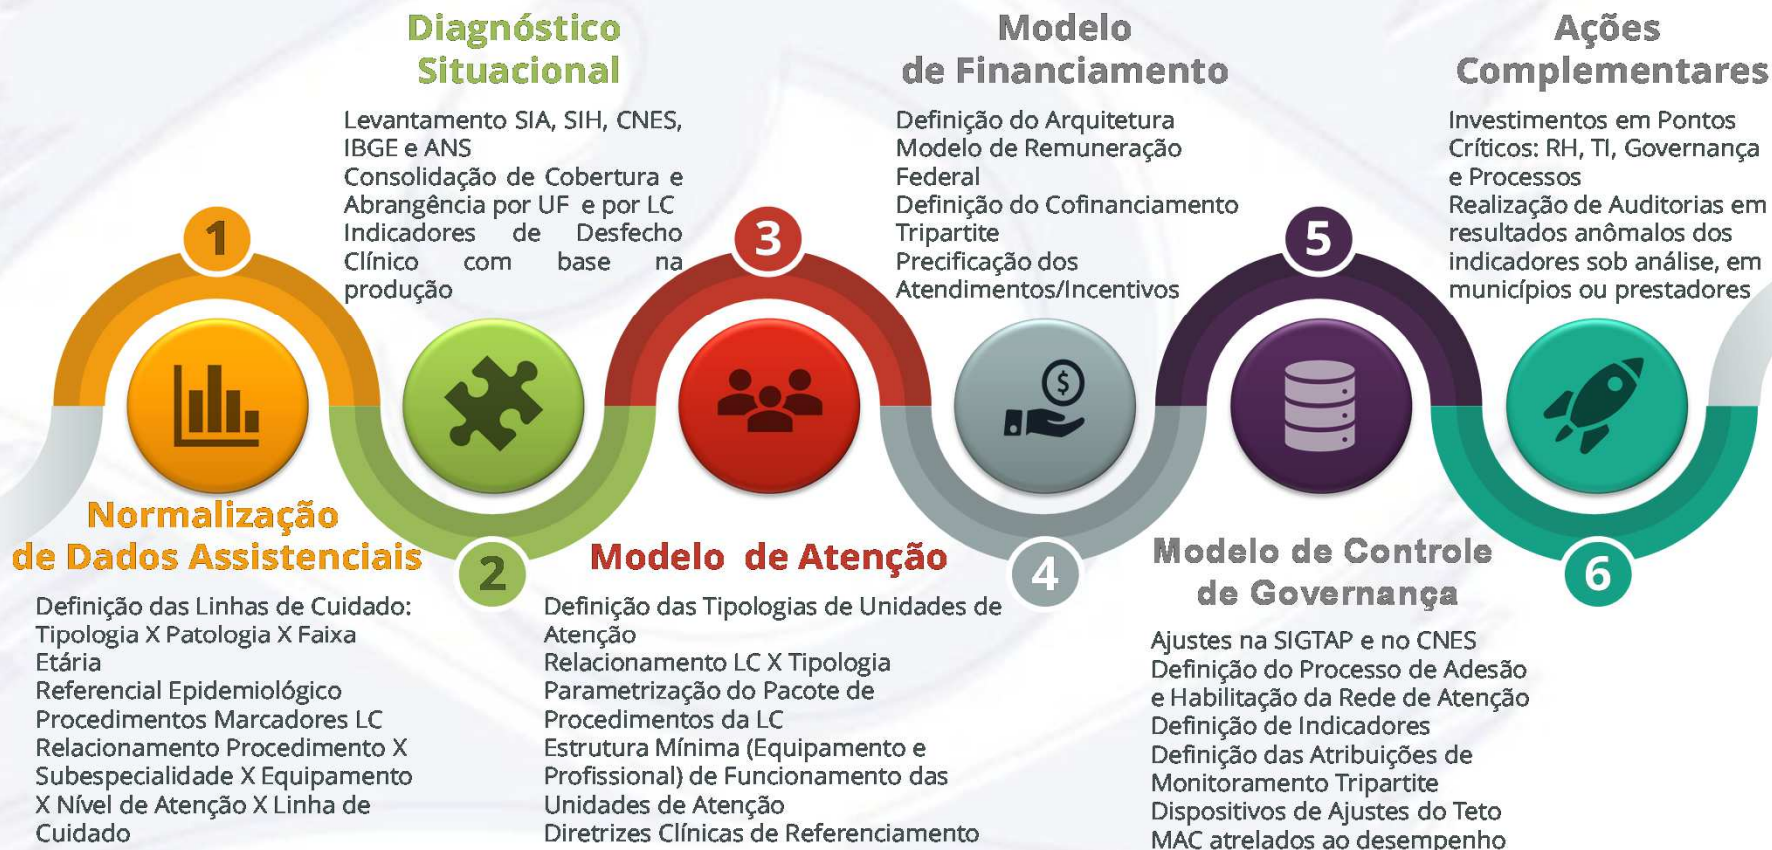 1
Normalização
de Dados Assistenciais
Definição das Linhas de Cuidado:
Tipologia X Patologia X Faixa
Etária
Referencial Epidemiológico
Procedimentos Marcadores LC
Relacionamento Procedimento X
Subespecialidade X Equipamento
X Nível de Atenção X Linha de
Cuidado
Diagnóstico
Situacional
Levantamento SIA, SIH, CNES,
IBGE e ANS
Consolidação de Cobertura e
Abrangência por UF e por LC
Indicadores de Desfecho
Clínico com base na
produção
2
3
Modelo de Atenção
Definição das Tipologias de Unidades de
Atenção
Relacionamento LC X Tipologia
Parametrização do Pacote de
Procedimentos da LC
Estrutura Mínima (Equipamento e
Profissional) de Funcionamento das
Unidades de Atenção
Diretrizes Clínicas de Referenciamento
Modelo
de Financiamento
Definição do Arquitetura
Modelo de Remuneração
Federal
Definição do Cofinanciamento
Tripartite
Precificação dos
Atendimentos/Incentivos
$
4
5
Modelo de Controle
de Governança
Ajustes na SIGTAP e no CNES
Definição do Processo de Adesão
e Habilitação da Rede de Atenção
Definição de Indicadores
Definição das Atribuições de
Monitoramento Tripartite
Dispositivos de Ajustes do Teto
MAC atrelados ao desempenho
Ações
Complementares
Investimentos em Pontos
Críticos: RH, TI, Governança
e Processos
Realização de Auditorias em
resultados anômalos dos
indicadores sob análise, em
municípios ou prestadores
6